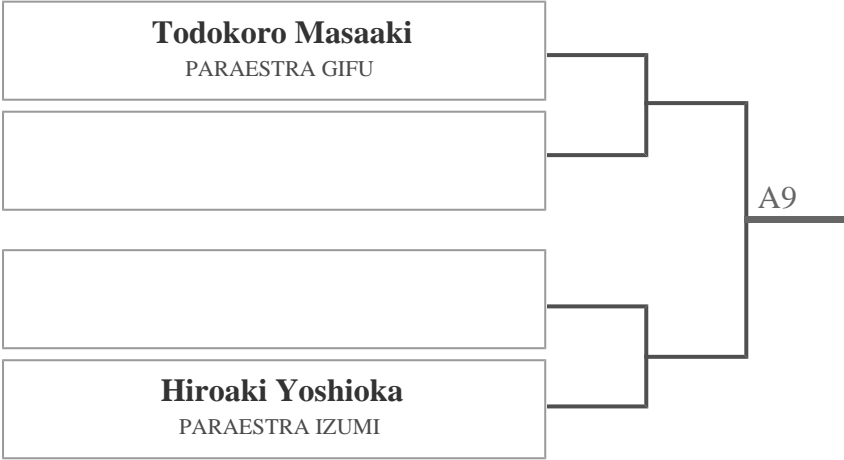 Todokoro Masaaki
PARAESTRA GIFU
A9
Hiroaki Yoshioka
PARAESTRA IZUMI